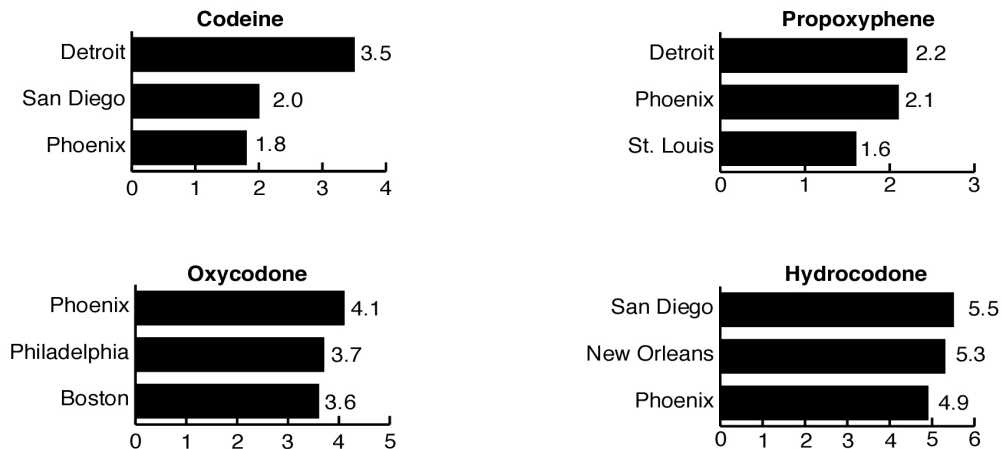 Codeine
Detroit 3.5
San Diego 2.0
Phoenix 1.8
0 1 2 3 4
Propoxyphene
Detroit 2.2
Phoenix 2.1
St. Louis 1.6
0 1 2 3
Oxycodone
Phoenix 4.1
Philadelphia 3.7
Boston 3.6
0 1 2 3 4 5
Hydrocodone
San Diego 5.5
New Orleans 5.3
Phoenix 4.9
0 1 2 3 4 5 6